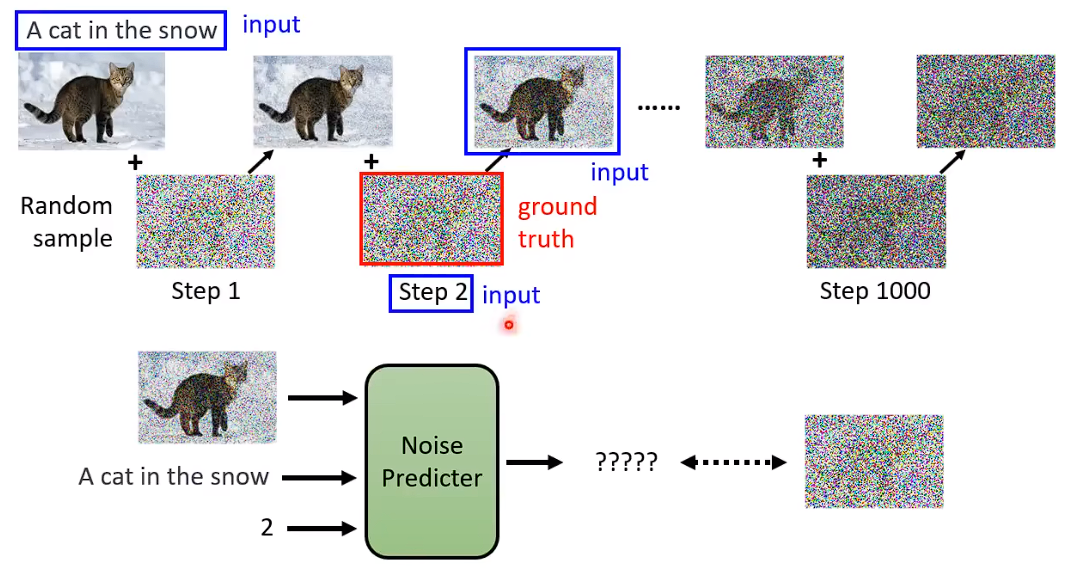 A cat in the snow
input
......
input
Random
sample
ground
truth
Step 1
Step 2
input
Step 1000
A cat in the snow
2
Noise
Predicter
?????